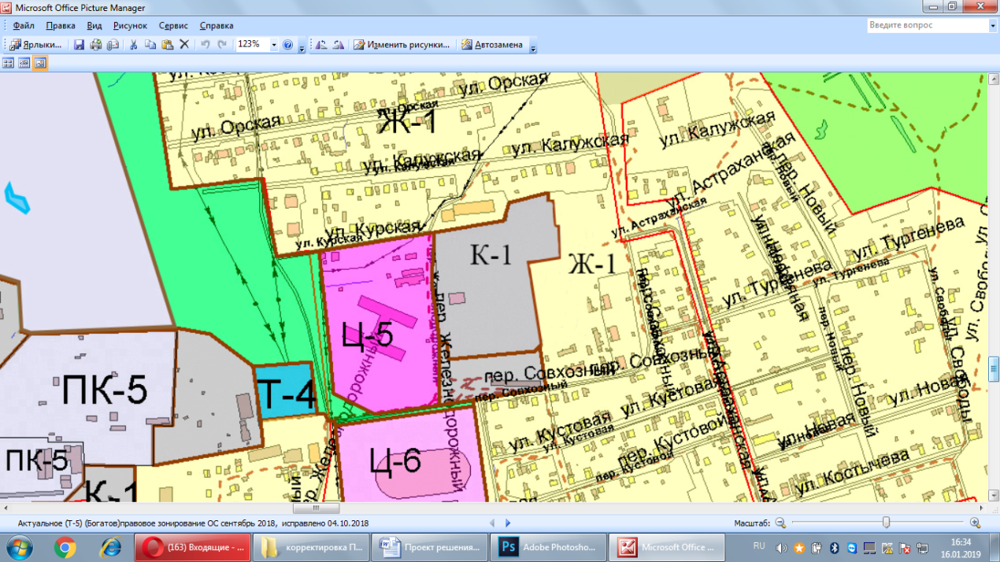 Microsoft Office Picture Manager
Файл Правка Вид Рисунок Сервис Справка
Введите вопрос
Ярлыки... 123% Изменить рисунки... Автозамена
ул. Орская
ул. Орская
ул. Орская
Ж-1
ул. Калужская
ул. Калужская
ул. Калужская
ул. Калужская
ул. Астраханская
ул. Астраханская
пер. Новый
пер. Новый
ул. Курская
ул. Курская
К-1
Ж-1
ул. Тургенева
ул. Тургенева
ул. Тургенева
ул. Свободы
ул. Свободы
Ц-5
пер. Железнодорожный
пер. Совхозный
пер. Совхозный
пер. Совхозный
пер. Новый
пер. Новый
ПК-5
Т-4
ул. Астраханская
ул. Кустовая
ул. Кустовая
ул. Кустовая
ул. Новая
ул. Новая
пер. Кустовой
пер. Кустовой
Ц-6
ПК-5
К-1
ул. Костычева
Актуальное (Т-5) (Богатов)правовое зонирование ОС сентябрь 2018, исправлено 04.10.2018
Масштаб:
(163) Входящие - ...
корректировка П...
Проект решения...
Adobe Photosho...
Microsoft Office ...
RU
16:34
16.01.2019